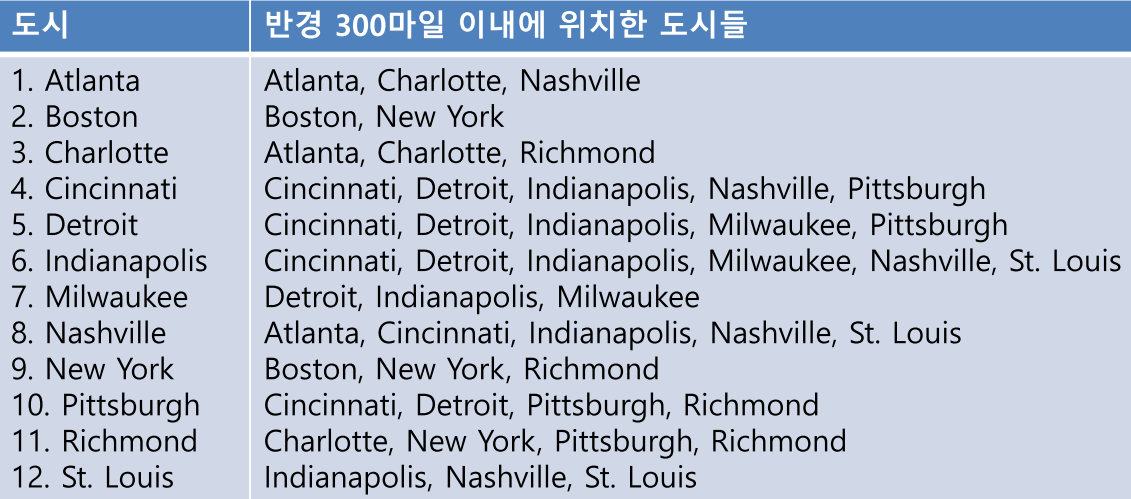 도시 반경 300마일 이내에 위치한 도시들
1. Atlanta Atlanta, Charlotte, Nashville
2. Boston Boston, New York
3. Charlotte Atlanta, Charlotte, Richmond
4. Cincinnati Cincinnati, Detroit, Indianapolis, Nashville, Pittsburgh
5. Detroit Cincinnati, Detroit, Indianapolis, Milwaukee, Pittsburgh
6. Indianapolis Cincinnati, Detroit, Indianapolis, Milwaukee, Nashville, St. Louis
7. Milwaukee Detroit, Indianapolis, Milwaukee
8. Nashville Atlanta, Cincinnati, Indianapolis, Nashville, St. Louis
9. New York Boston, New York, Richmond
10. Pittsburgh Cincinnati, Detroit, Pittsburgh, Richmond
11. Richmond Charlotte, New York, Pittsburgh, Richmond
12. St. Louis Indianapolis, Nashville, St. Louis